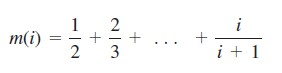 m(i) = 1/2 + 2/3 + . . . + i/(i + 1)